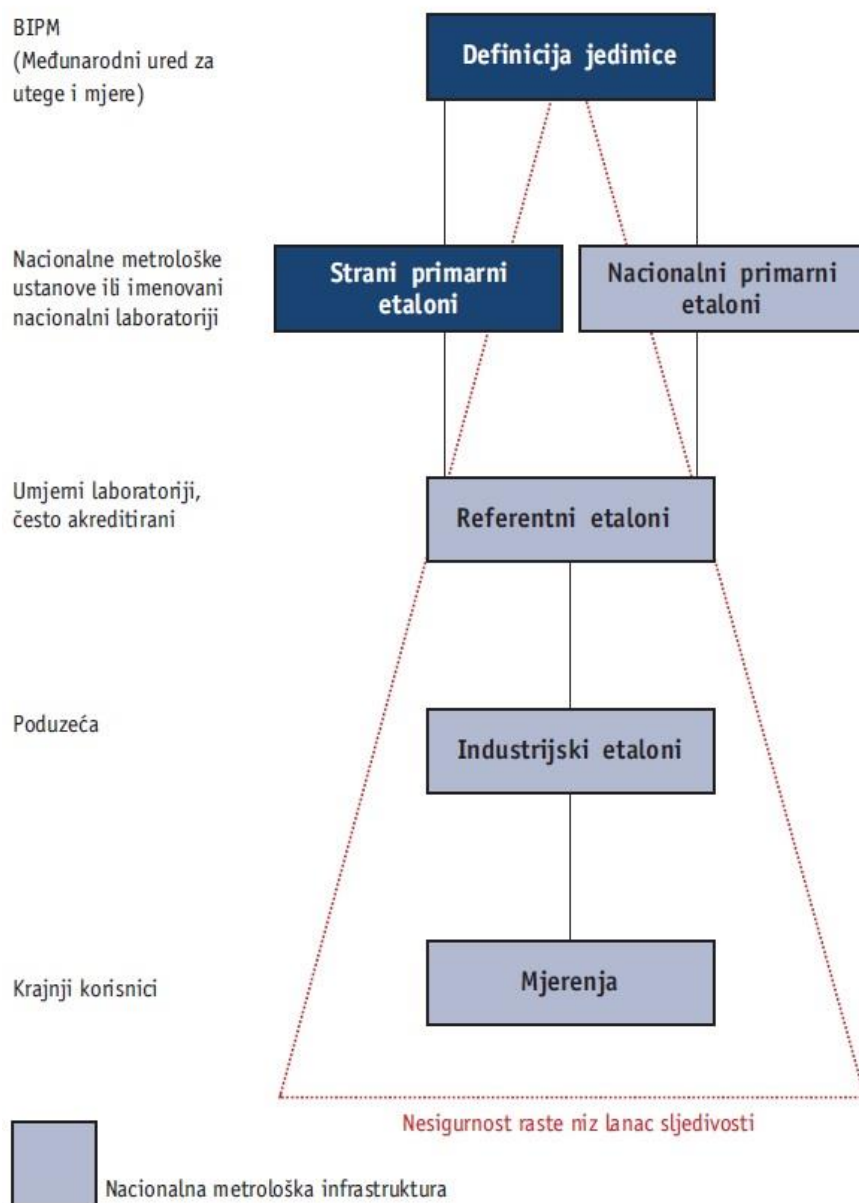 BIPM
(Međunarodni ured za
utege i mjere)
Definicija jedinice
Nacionalne metrološke
ustanove ili imenovani
nacionalni laboratoriji
Strani primarni
etaloni
Nacionalni primarni
etaloni
Umjerni laboratoriji,
često akreditirani
Referentni etaloni
Poduzeća
Industrijski etaloni
Krajnji korisnici
Mjerenja
Nesigurnost raste niz lanac sljedivosti
Nacionalna metrološka infrastruktura